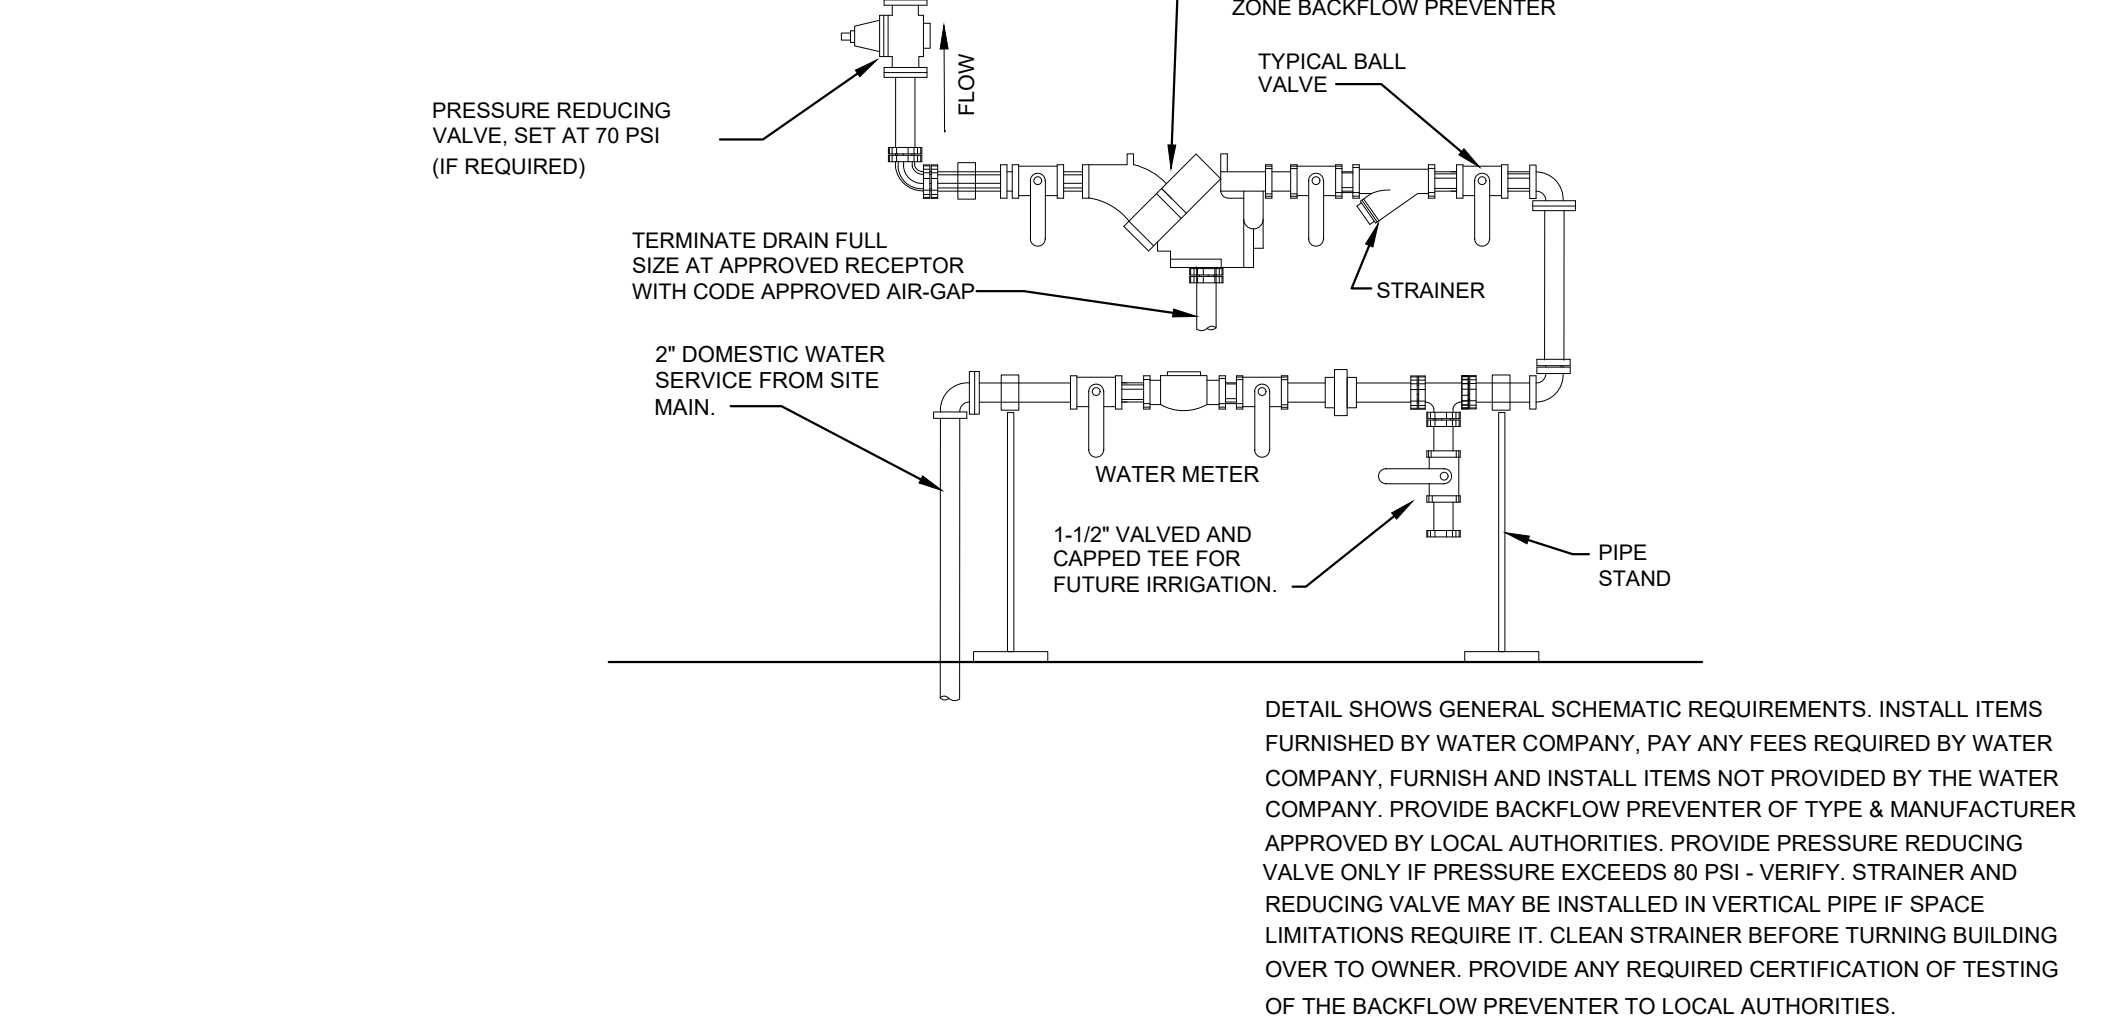 ZONE BACKFLOW PREVENTER
TYPICAL BALL
VALVE
FLOW
PRESSURE REDUCING
VALVE, SET AT 70 PSI
(IF REQUIRED)
TERMINATE DRAIN FULL
SIZE AT APPROVED RECEPTOR
WITH CODE APPROVED AIR-GAP
STRAINER
2" DOMESTIC WATER
SERVICE FROM SITE
MAIN.
WATER METER
1-1/2" VALVED AND
CAPPED TEE FOR
FUTURE IRRIGATION.
PIPE
STAND
DETAIL SHOWS GENERAL SCHEMATIC REQUIREMENTS. INSTALL ITEMS
FURNISHED BY WATER COMPANY, PAY ANY FEES REQUIRED BY WATER
COMPANY, FURNISH AND INSTALL ITEMS NOT PROVIDED BY THE WATER
COMPANY. PROVIDE BACKFLOW PREVENTER OF TYPE & MANUFACTURER
APPROVED BY LOCAL AUTHORITIES. PROVIDE PRESSURE REDUCING
VALVE ONLY IF PRESSURE EXCEEDS 80 PSI - VERIFY. STRAINER AND
REDUCING VALVE MAY BE INSTALLED IN VERTICAL PIPE IF SPACE
LIMITATIONS REQUIRE IT. CLEAN STRAINER BEFORE TURNING BUILDING
OVER TO OWNER. PROVIDE ANY REQUIRED CERTIFICATION OF TESTING
OF THE BACKFLOW PREVENTER TO LOCAL AUTHORITIES.